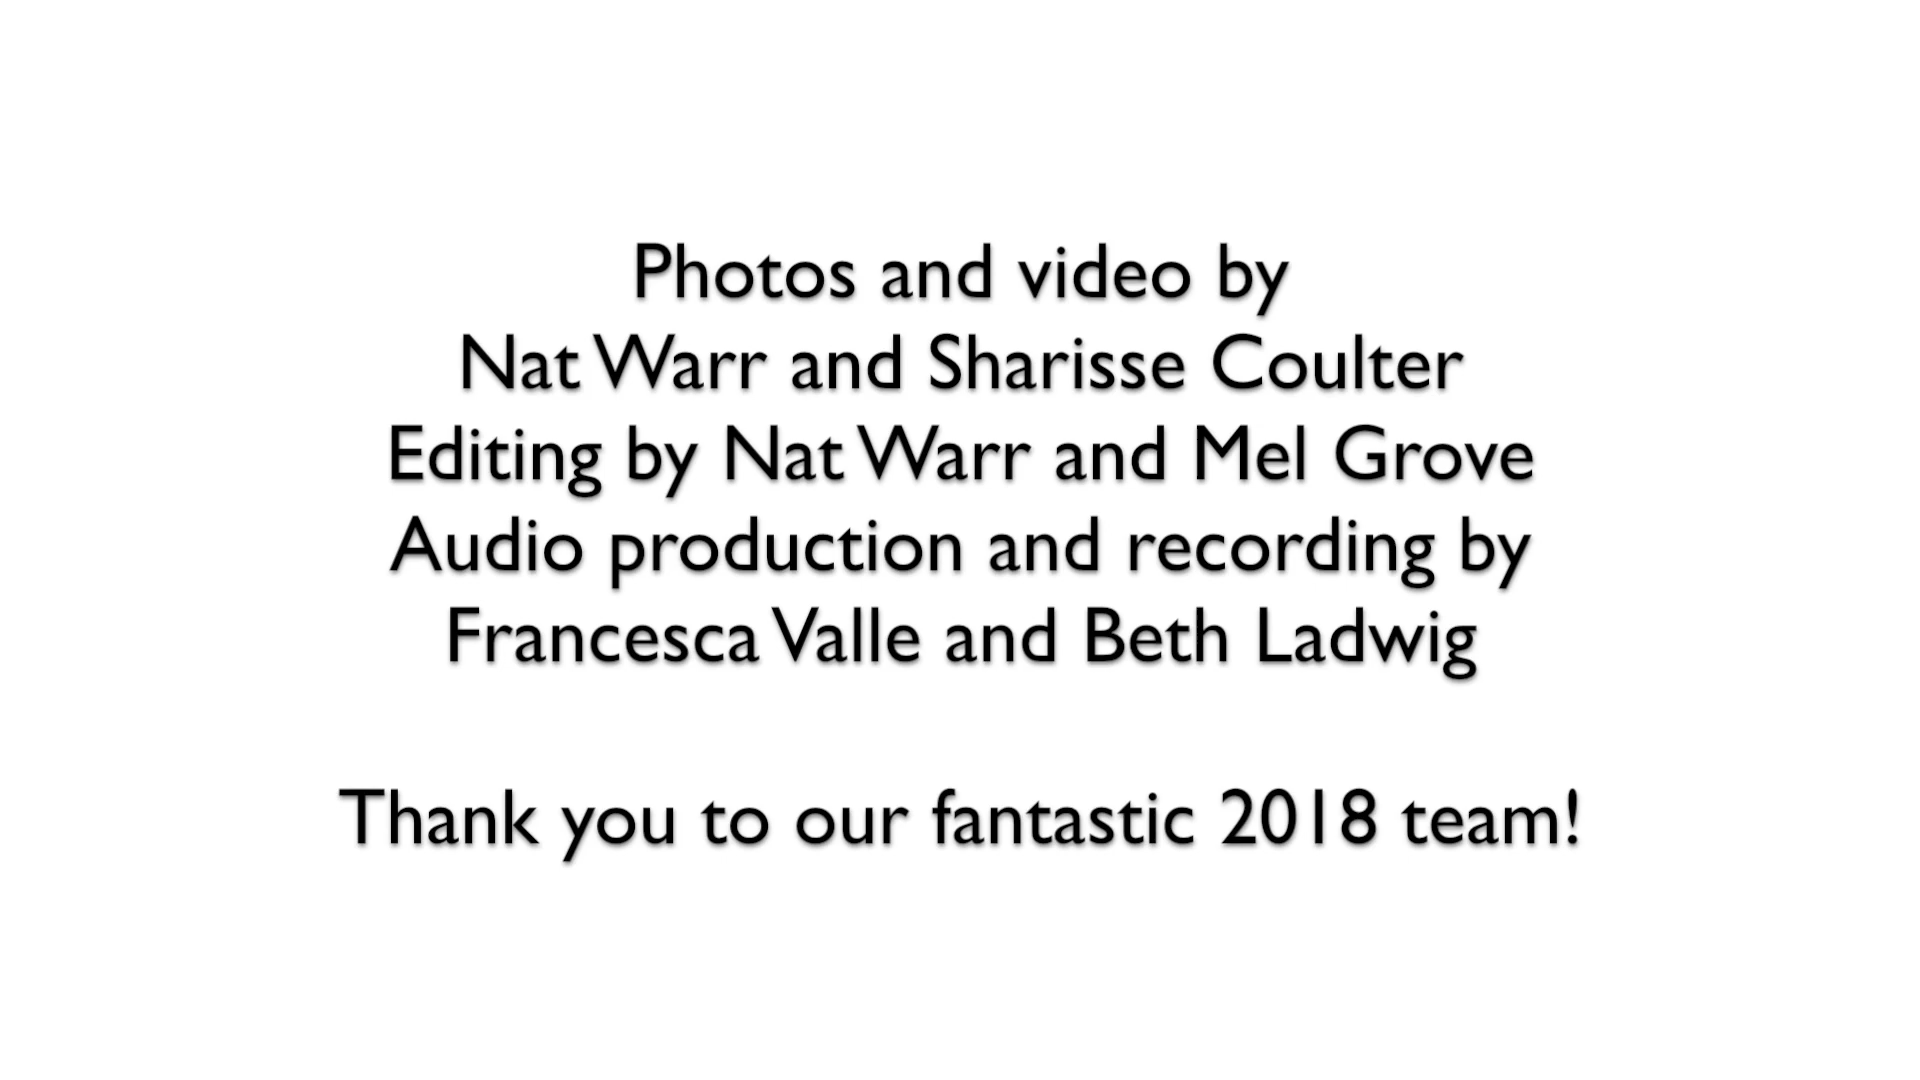 Photos and video by
Nat Warr and Sharisse Coulter
Editing by Nat Warr and Mel Grove
Audio production and recording by
Francesca Valle and Beth Ladwig
Thank you to our fantastic 2018 team!